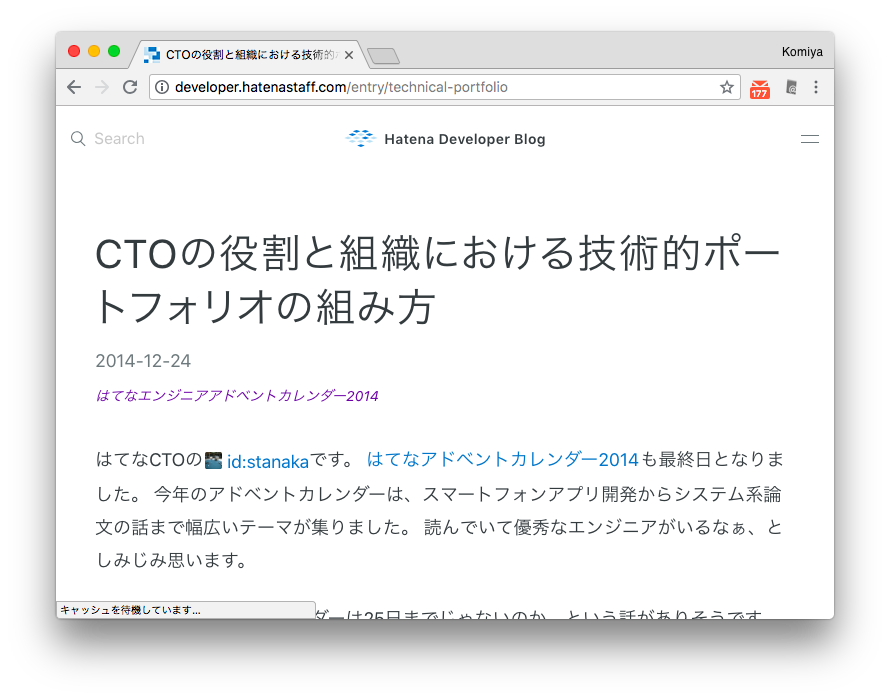 CTOの役割と組織における技術的
Komiya
developer.hatenastaff.com/entry/technical-portfolio
177
Search
Hatena Developer Blog
CTOの役割と組織における技術的ポー
トフォリオの組み方
2014-12-24
はてなエンジニアアドベントカレンダー2014
はてなCTOの id:stanakaです。 はてなアドベントカレンダー2014も最終日となりま
した。 今年のアドベントカレンダーは、スマートフォンアプリ開発からシステム系論
文の話まで幅広いテーマが集りました。 読んでいて優秀なエンジニアがいるなぁ、と
しみじみ思います。
キャッシュを待機しています...
ダーは25日までじゃないのか、という話がありそうです